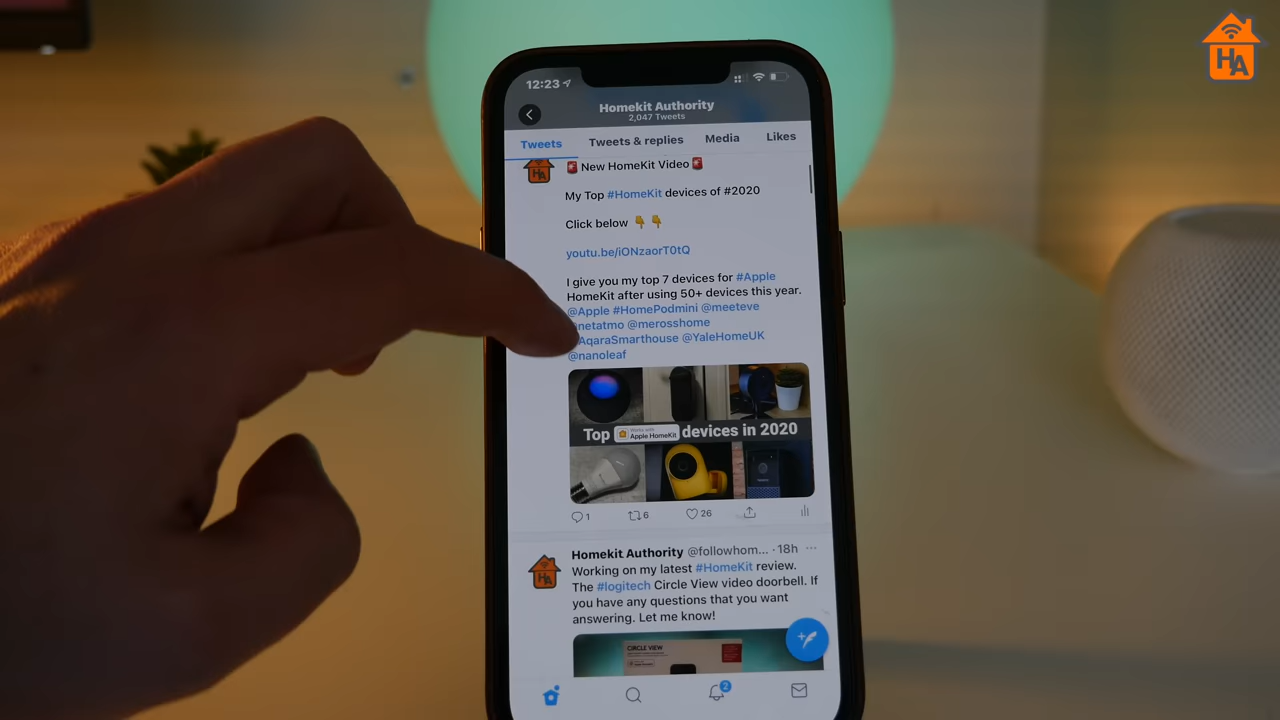 HA
12:23
Homekit Authority
2,047 Tweets
Tweets
Tweets & replies
Media
Likes
HA
New HomeKit Video
My Top #HomeKit devices of #2020
Click below
youtu.be/iONzaorT0tQ
I give you my top 7 devices for #Apple
HomeKit after using 50+ devices this year.
@Apple #HomePodmini @meeteve
netatmo @merosshome
AqaraSmarthouse @YaleHomeUK
@nanoleaf
Top Works with Apple HomeKit devices in 2020
1
6
26
Homekit Authority @followhom... · 18h
HA
Working on my latest #HomeKit review.
The #logitech Circle View video doorbell. If
you have any questions that you want
answering. Let me know!
CIRCLE VIEW
2